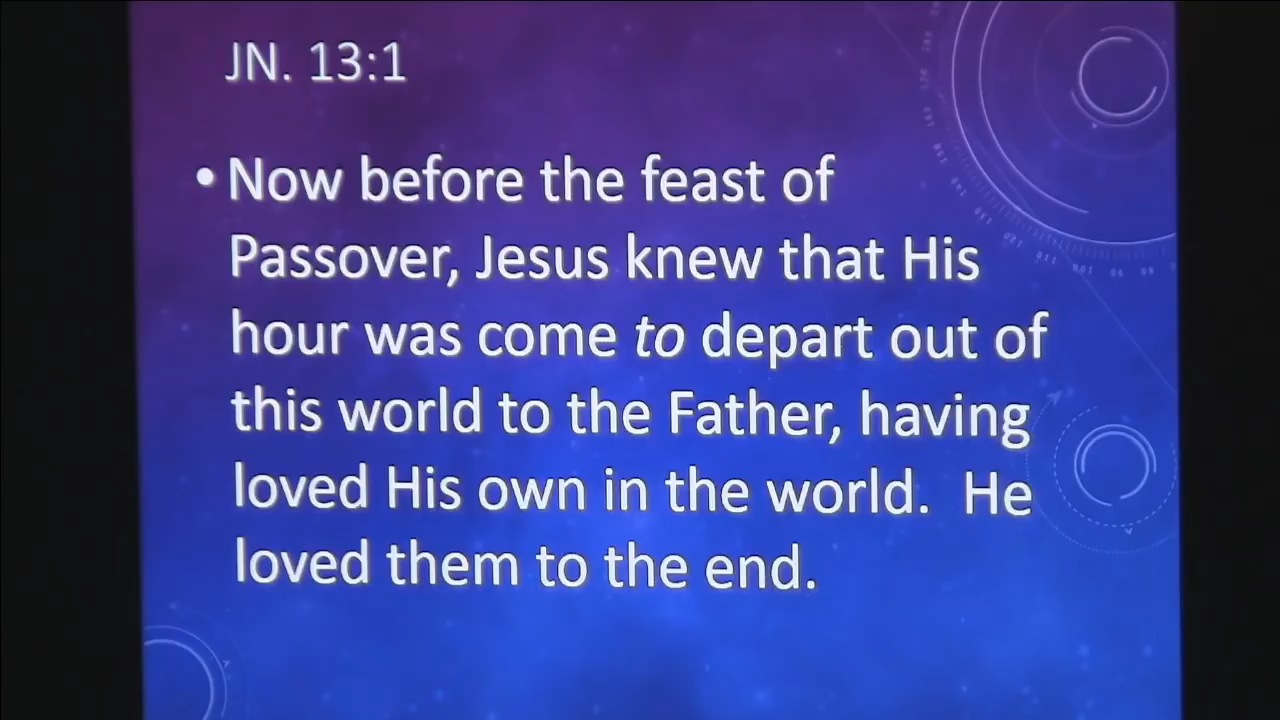 JN. 13:1
• Now before the feast of
Passover, Jesus knew that His
hour was come to depart out of
this world to the Father, having
loved His own in the world.  He
loved them to the end.